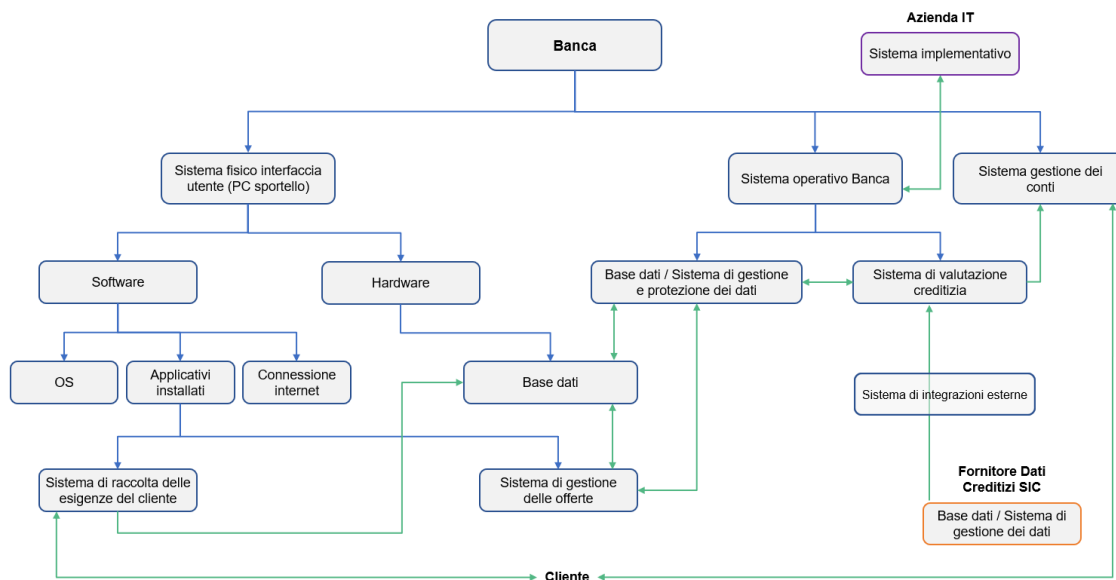 Azienda IT
Banca
Sistema implementativo
Sistema fisico interfaccia
utente (PC sportello)
Sistema operativo Banca
Sistema gestione dei
conti
Software
Hardware
Base dati / Sistema di gestione
e protezione dei dati
Sistema di valutazione
creditizia
OS
Applicativi
installati
Connessione
internet
Base dati
Sistema di integrazioni esterne
Sistema di raccolta delle
esigenze del cliente
Sistema di gestione
delle offerte
Fornitore Dati
Creditizi SIC
Base dati / Sistema di
gestione dei dati
Cliente